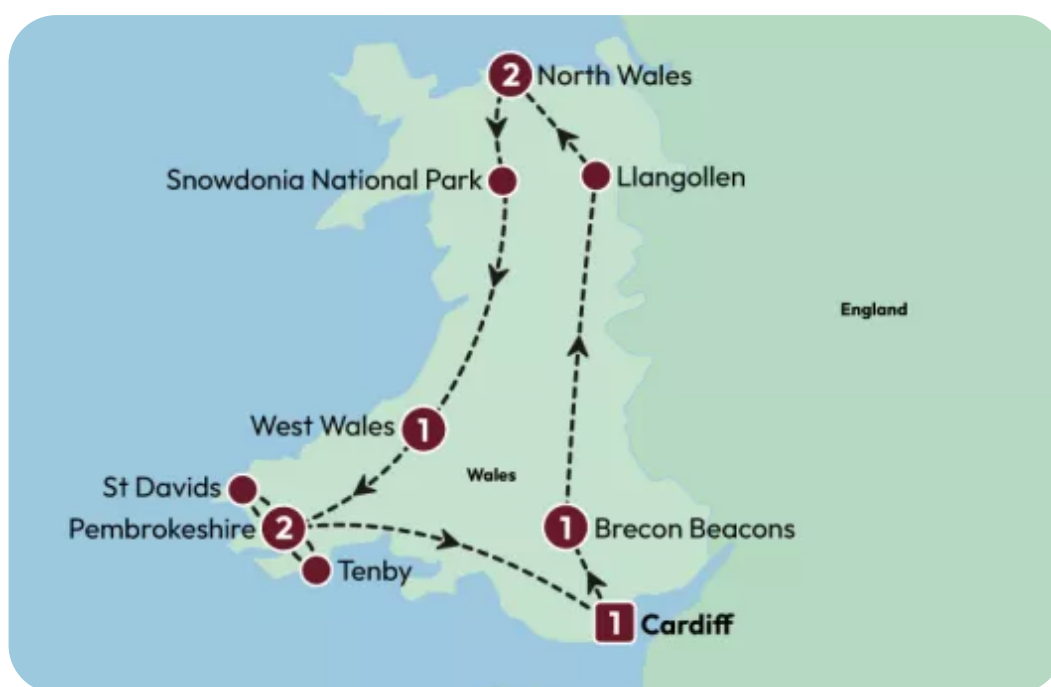 2 North Wales
Snowdonia National Park
Llangollen
England
West Wales 1
Wales
St Davids
Pembrokeshire 2
1 Brecon Beacons
Tenby
1 Cardiff